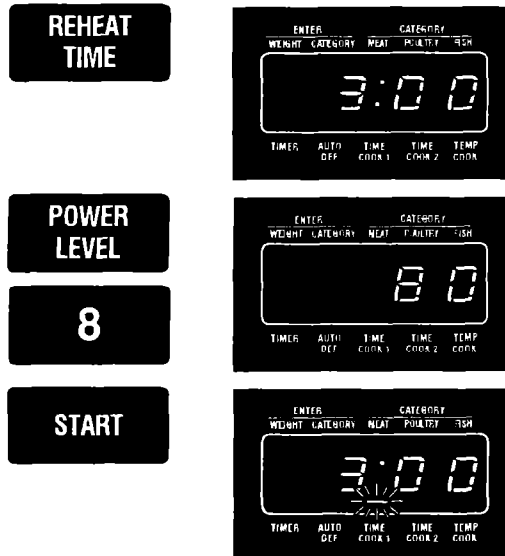 REHEAT
TIME
ENTER CATEGORY
WEIGHT CATEGORY MEAT POULTRY FISH
3:00
TIMER AUTO DEF TIME COOK 1 TIME COOK 2 TEMP COOK
POWER
LEVEL
8
ENTER CATEGORY
WEIGHT CATEGORY MEAT POULTRY FISH
80
TIMER AUTO DEF TIME COOK 1 TIME COOK 2 TEMP COOK
START
ENTER CATEGORY
WEIGHT CATEGORY MEAT POULTRY FISH
3:00
TIMER AUTO DEF TIME COOK 1 TIME COOK 2 TEMP COOK